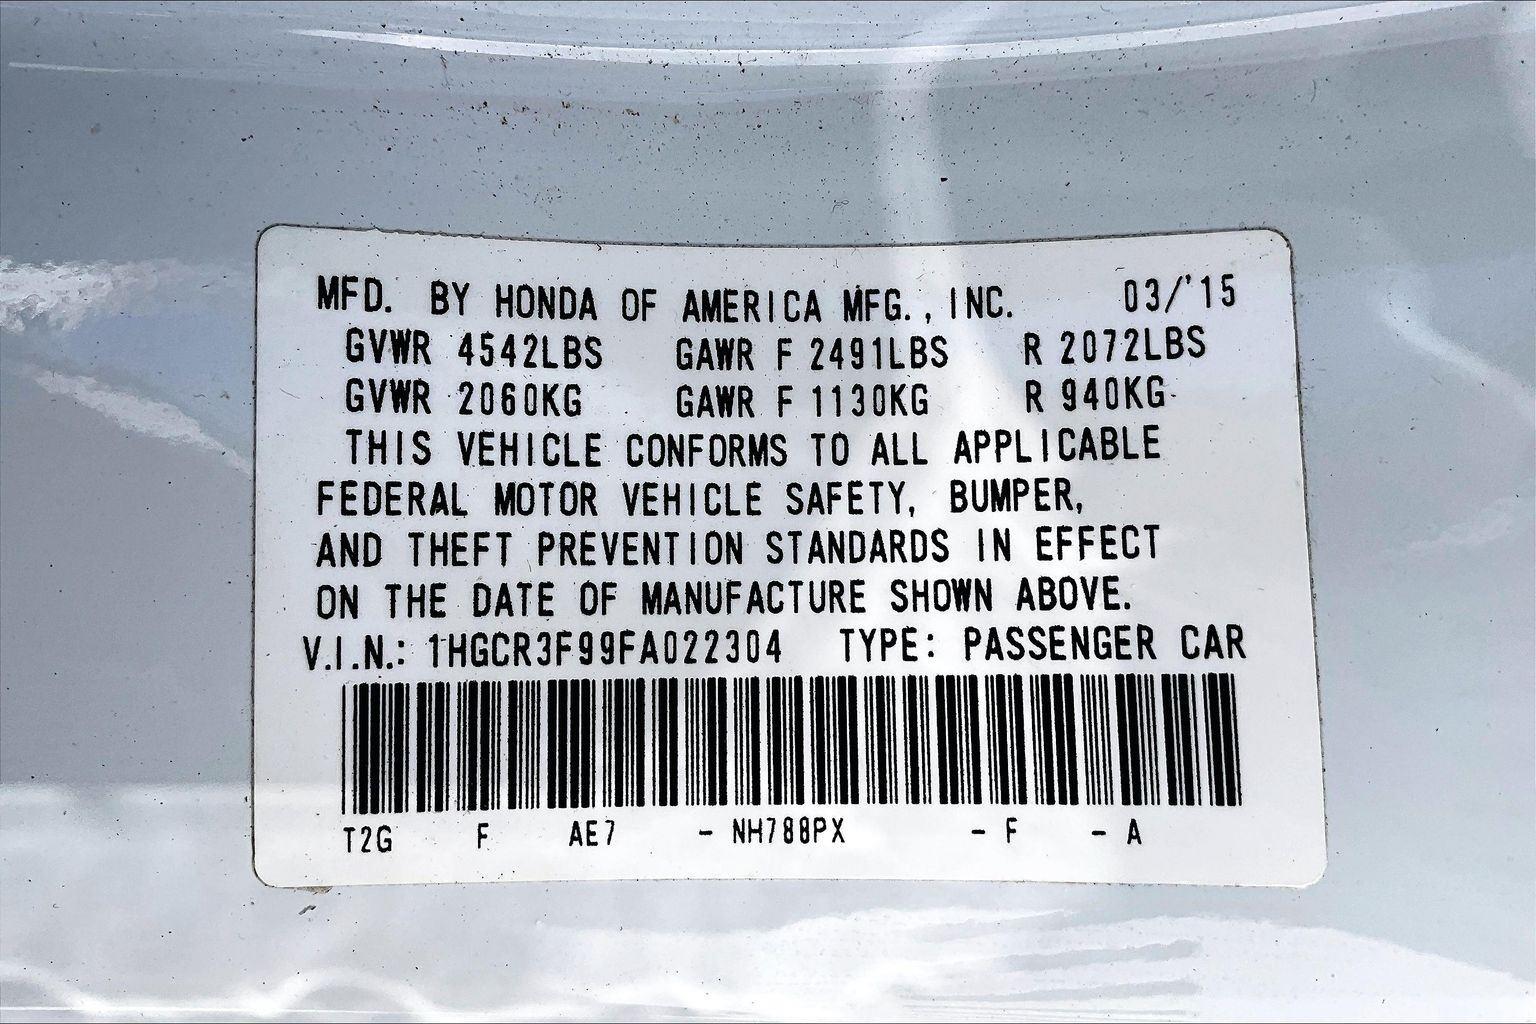 MFD. BY HONDA OF AMERICA MFG., INC. 03/'15
GVWR 4542LBS GAWR F 2491LBS R 2072LBS
GVWR 2060KG GAWR F 1130KG R 940KG
THIS VEHICLE CONFORMS TO ALL APPLICABLE
FEDERAL MOTOR VEHICLE SAFETY, BUMPER,
AND THEFT PREVENTION STANDARDS IN EFFECT
ON THE DATE OF MANUFACTURE SHOWN ABOVE.
V.I.N.: 1HGCR3F99FA022304 TYPE: PASSENGER CAR
T2G F AE7 - NH788PX - F - A